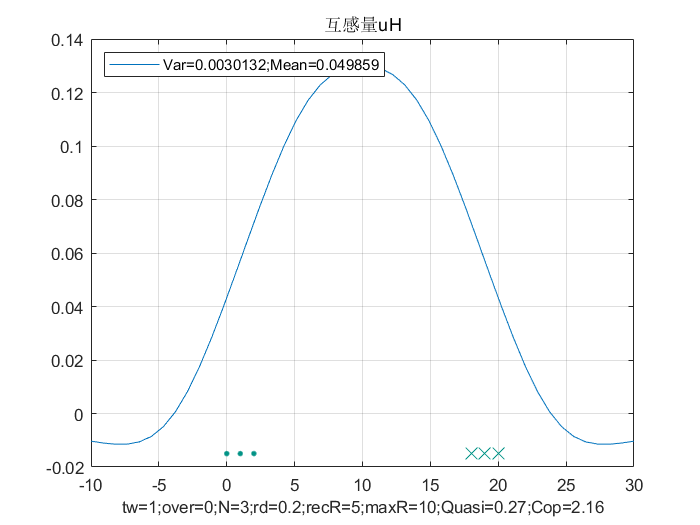 互感量uH
0.14
Var=0.0030132;Mean=0.049859
0.12
0.1
0.08
0.06
0.04
0.02
0
-0.02
-10 -5 0 5 10 15 20 25 30
tw=1;over=0;N=3;rd=0.2;recR=5;maxR=10;Quasi=0.27;Cop=2.16